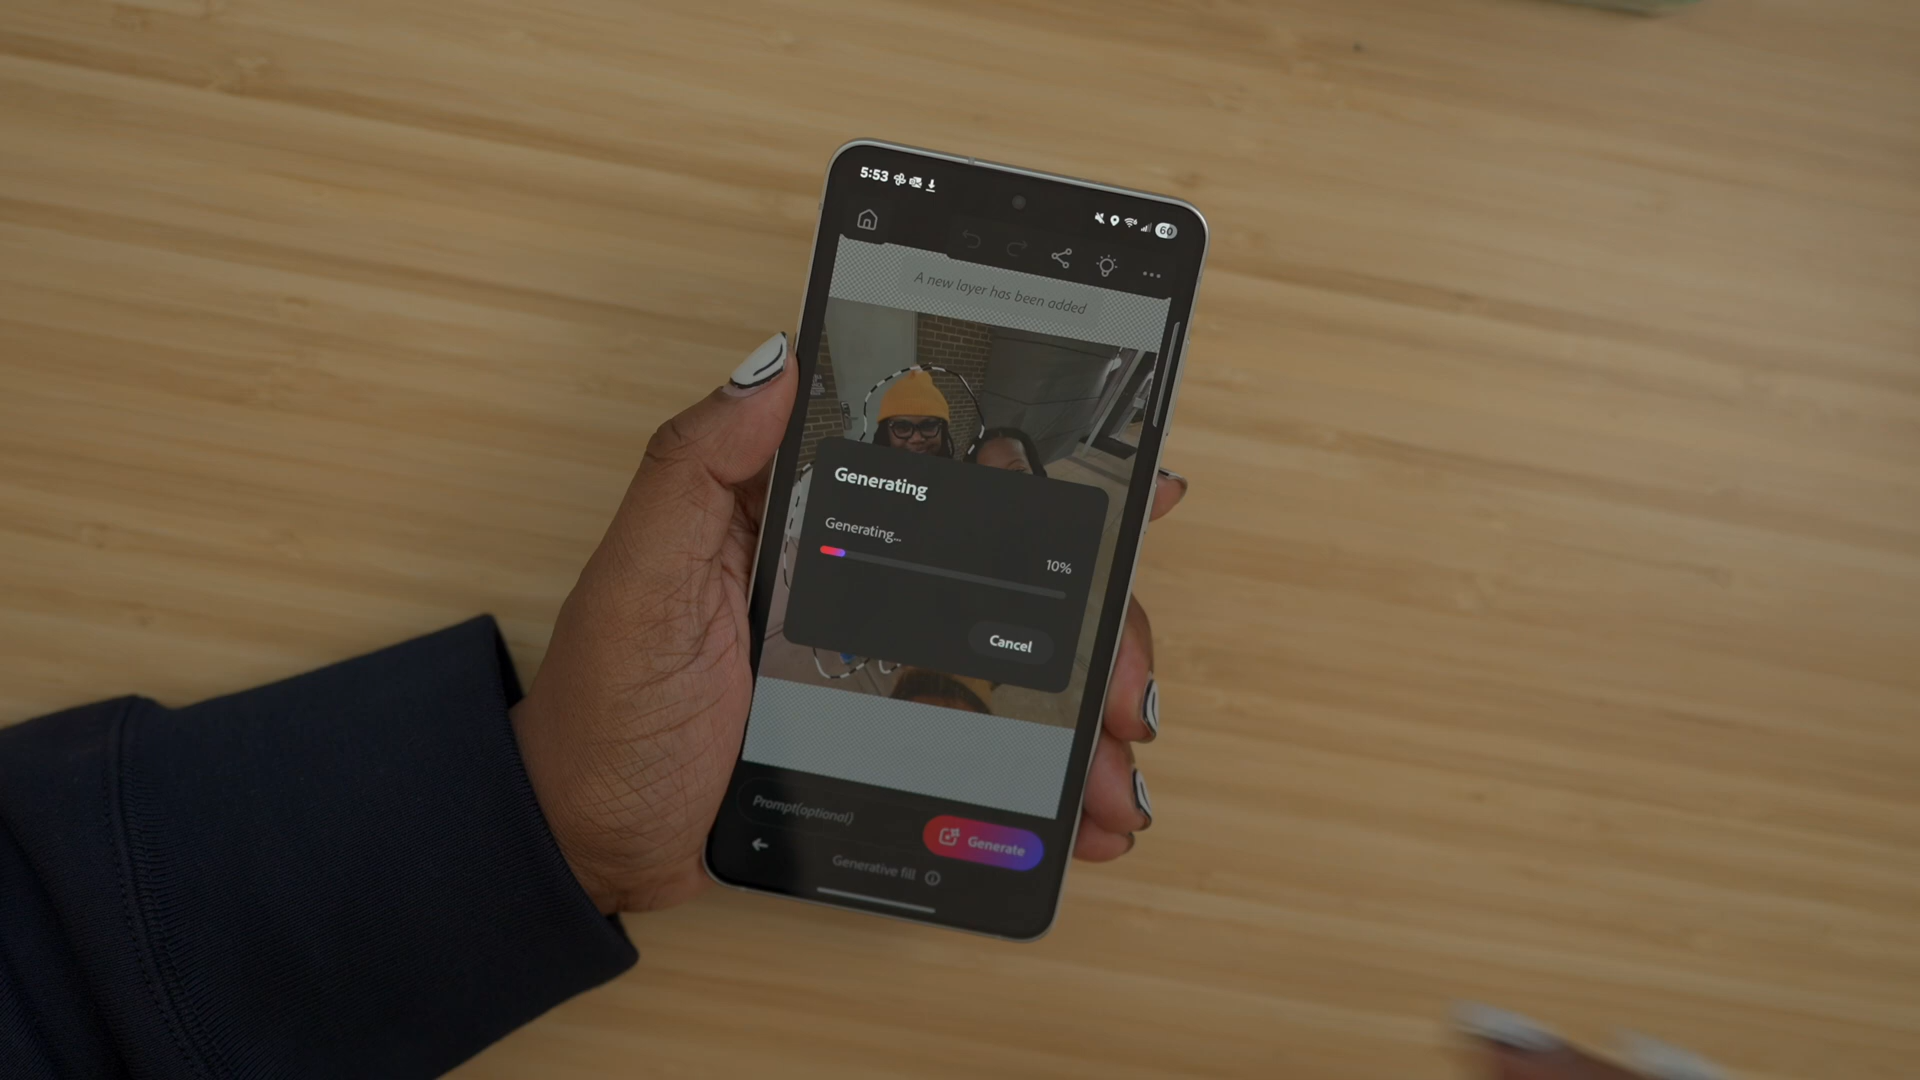 5:53
60
A new layer has been added
Generating
Generating...
10%
Cancel
Prompt(optional)
Generate
Generative fill